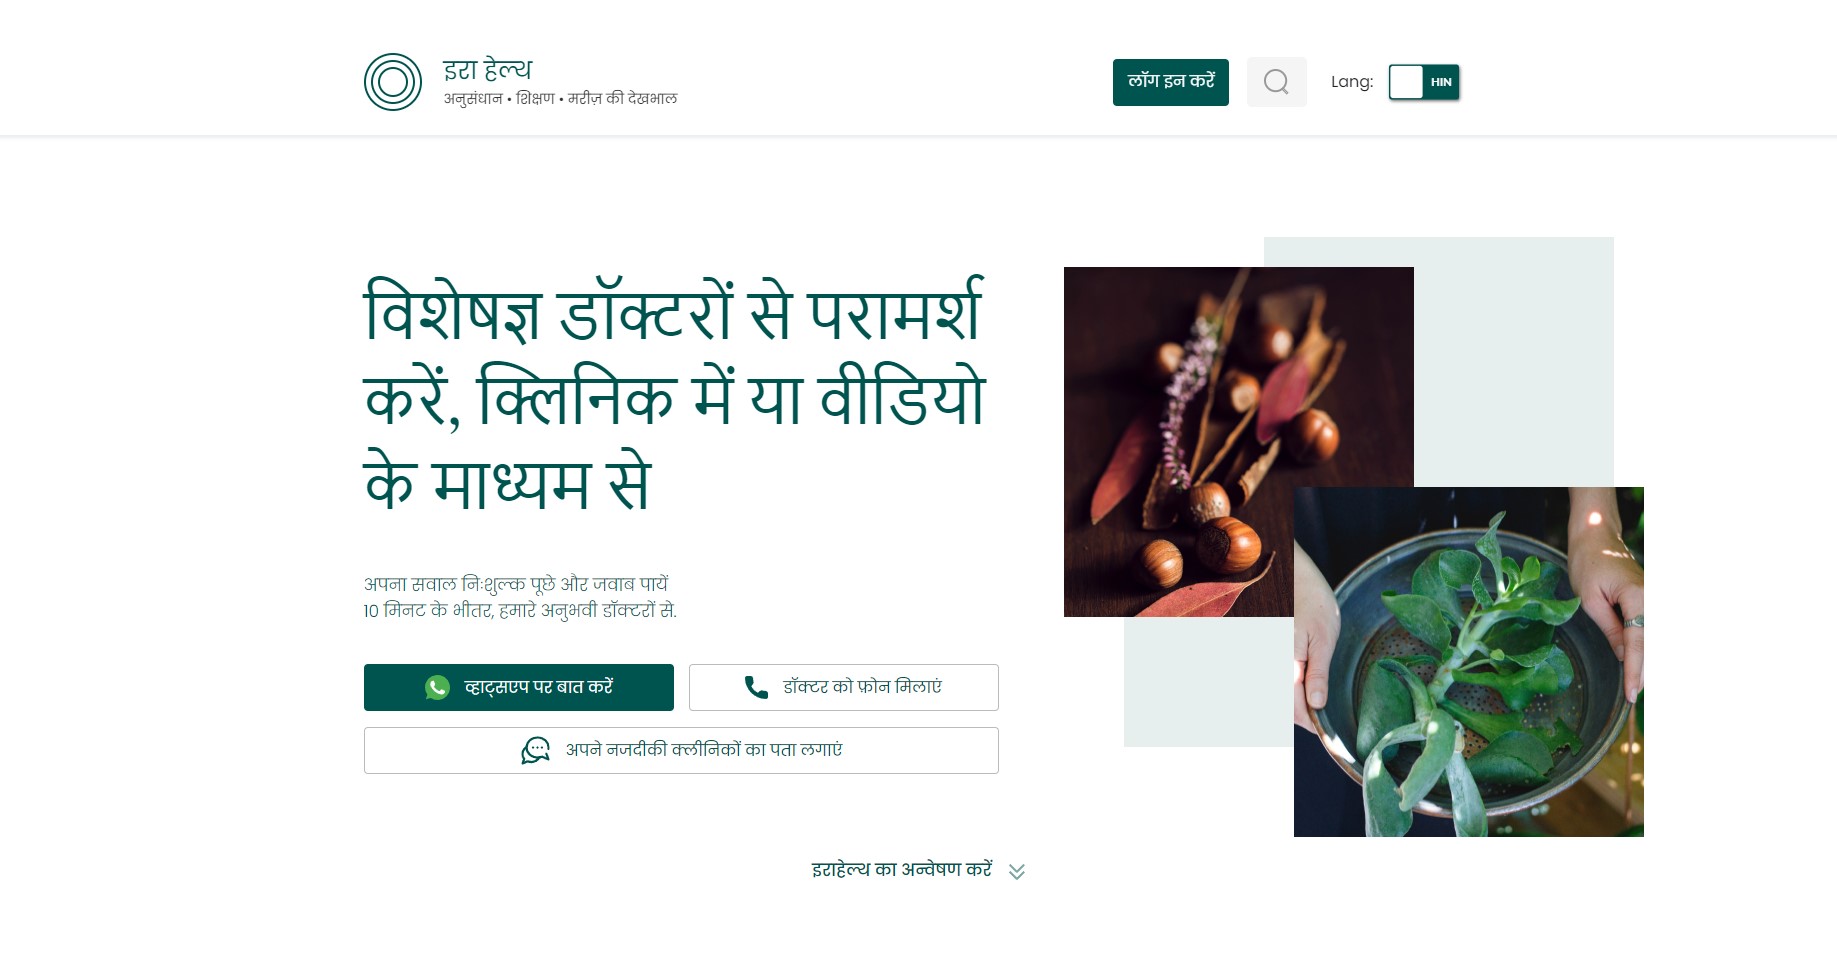 इरा हेल्थ
अनुसंधान • शिक्षण • मरीज़ की देखभाल
लॉग इन करें
Lang:
HIN
विशेषज्ञ डॉक्टरों से परामर्श
करें, क्लिनिक में या वीडियो
के माध्यम से
अपना सवाल निःशुल्क पूछे और जवाब पायें
10 मिनट के भीतर, हमारे अनुभवी डॉक्टरों से.
व्हाट्सएप पर बात करें
डॉक्टर को फ़ोन मिलाएं
अपने नजदीकी क्लीनिकों का पता लगाएं
इराहेल्थ का अन्वेषण करें